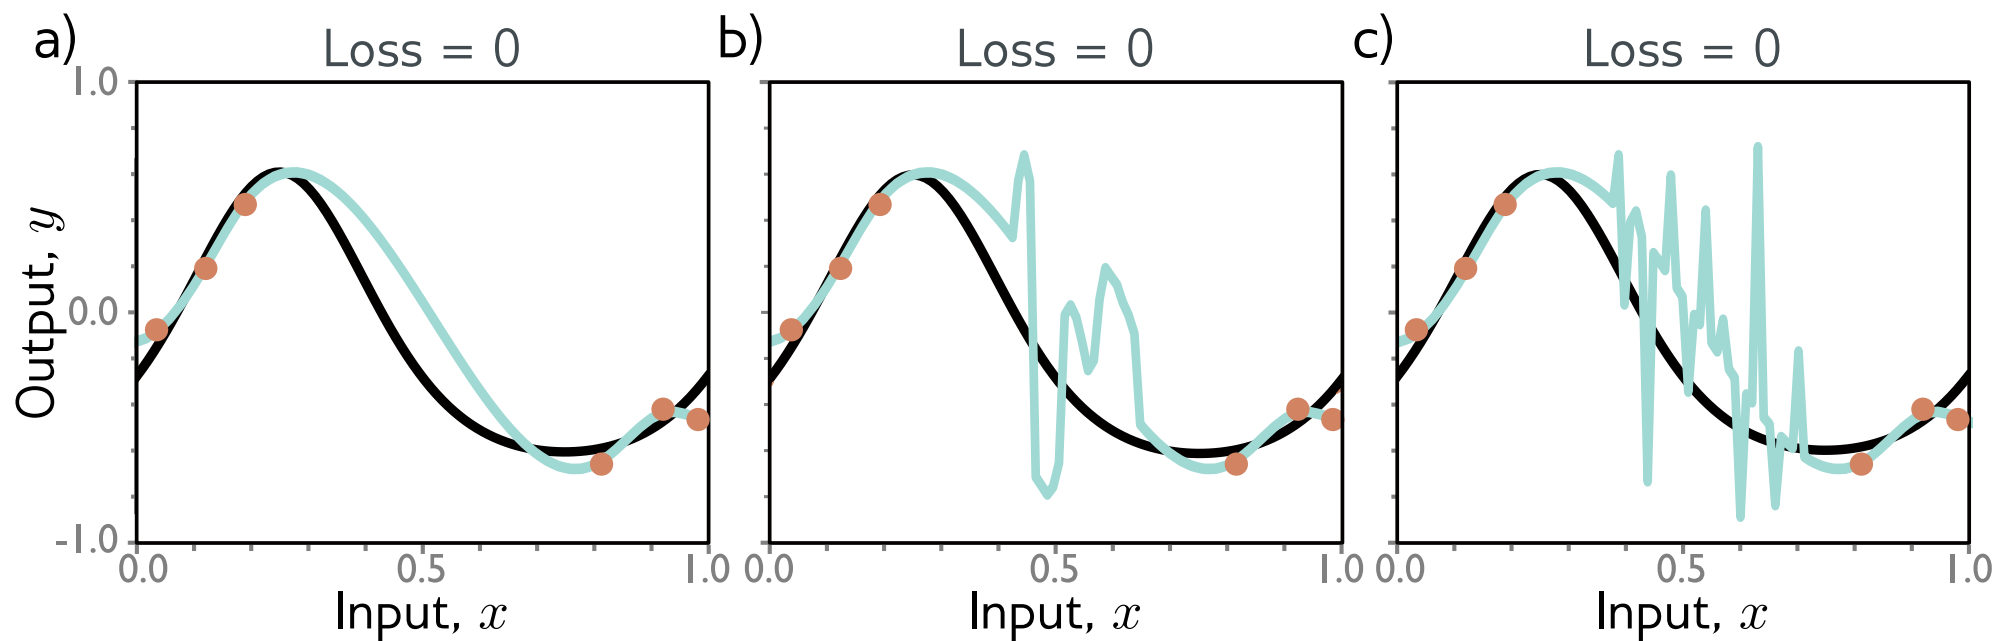 a) Loss = 0 b) Loss = 0 c) Loss = 0
1.0
0.0
-1.0
Output, y
0.0 0.5 1.0 0.0 0.5 1.0 0.0 0.5 1.0
Input, x Input, x Input, x